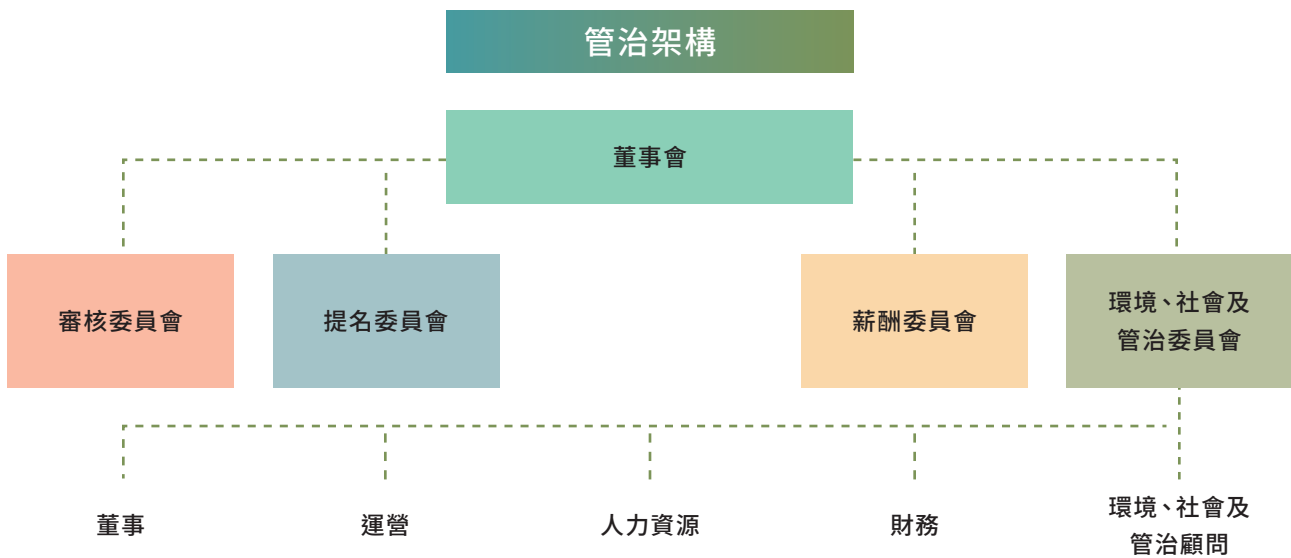 管治架構
董事會
審核委員會
提名委員會
薪酬委員會
環境、社會及
管治委員會
董事
運營
人力資源
財務
環境、社會及
管治顧問